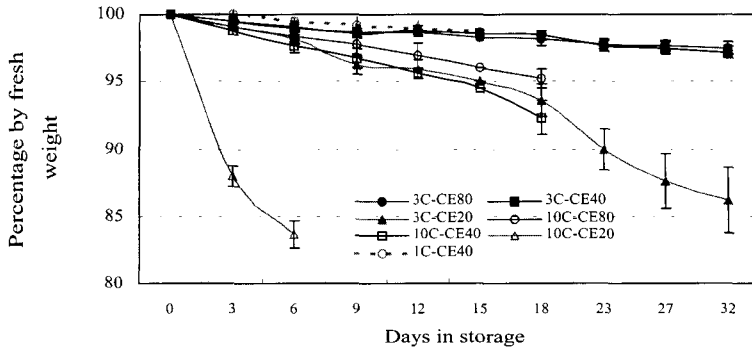 Percentage by fresh
weight
100
95
90
85
80
3C-CE80
3C-CE40
3C-CE20
10C-CE80
10C-CE40
10C-CE20
1C-CE40
0 3 6 9 12 15 18 23 27 32
Days in storage